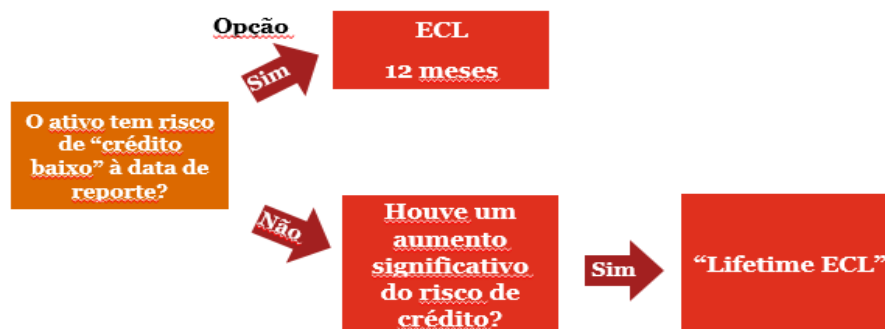 Opção
Sim
ECL
12 meses
O ativo tem risco
de “crédito
baixo” à data de
reporte?
Não
Houve um
aumento
significativo
do risco de
crédito?
Sim
“Lifetime ECL”